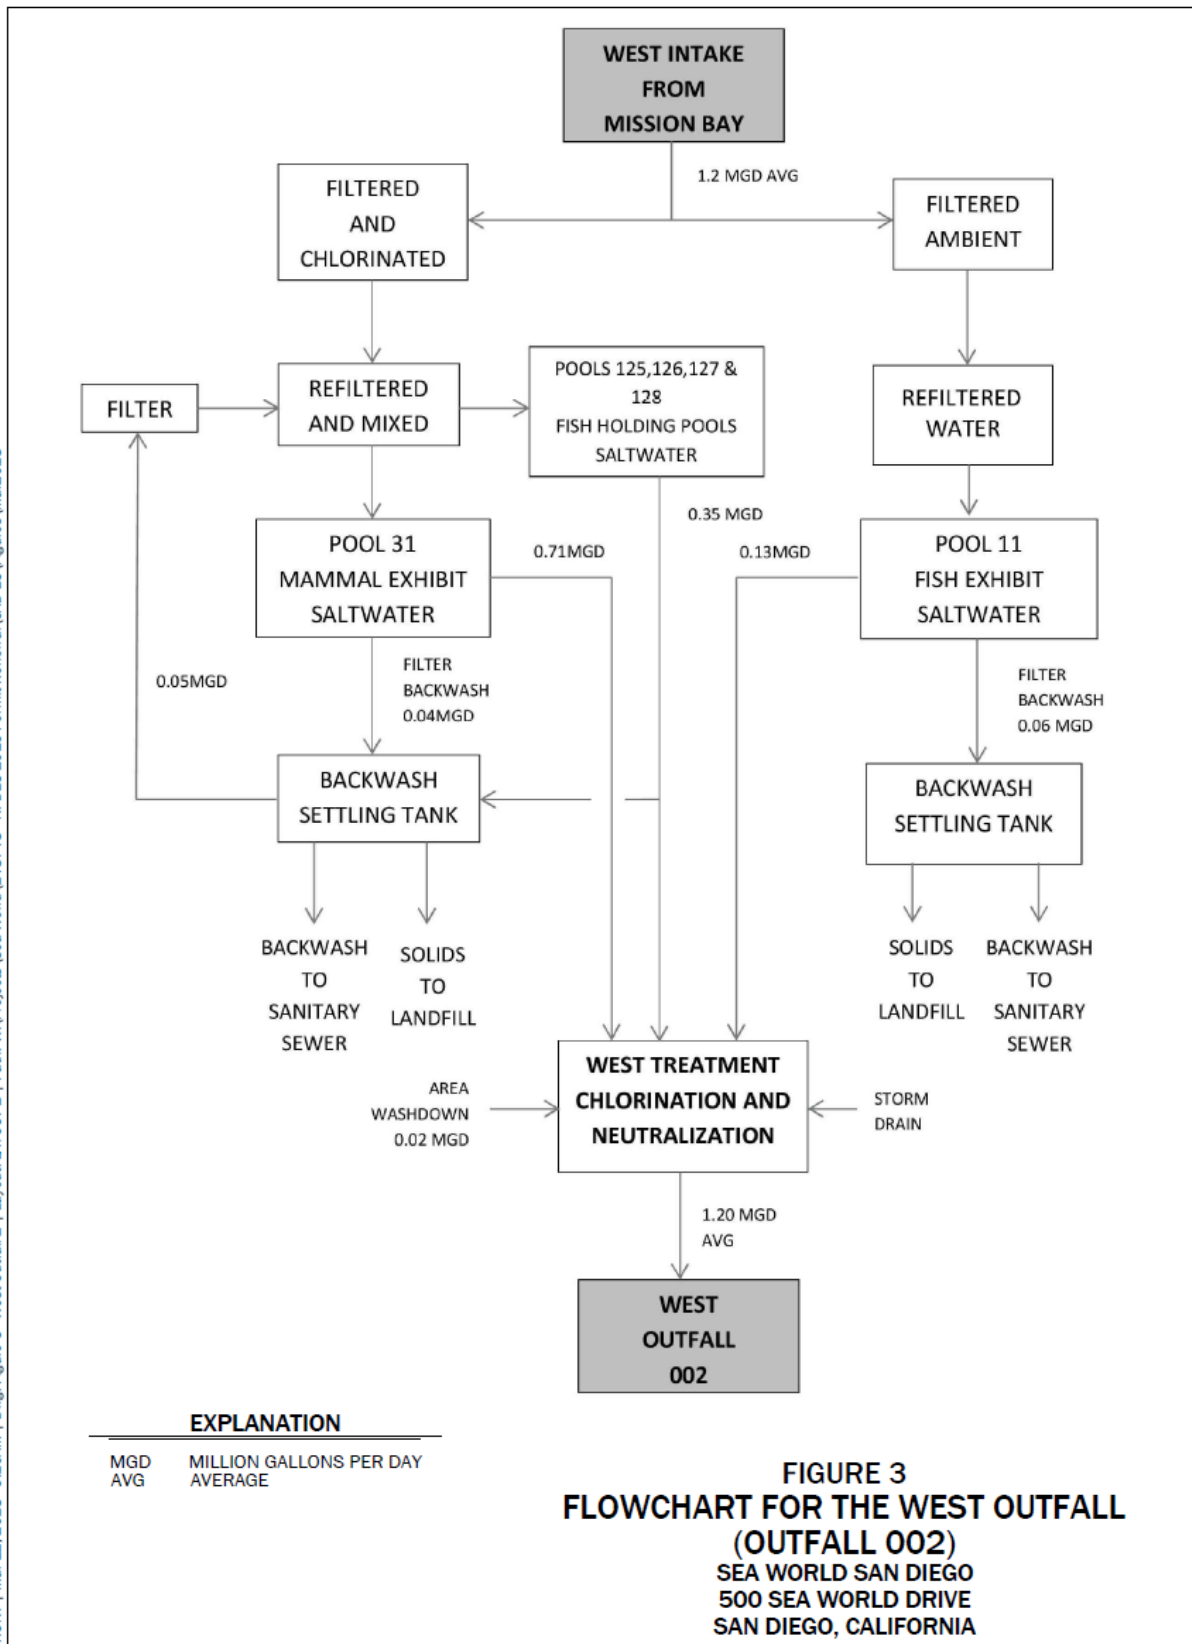 WEST INTAKE
FROM
MISSION BAY
1.2 MGD AVG
FILTERED
AND
CHLORINATED
FILTERED
AMBIENT
FILTER
REFILTERED
AND MIXED
POOLS 125,126,127 &
128
FISH HOLDING POOLS
SALTWATER
REFILTERED
WATER
0.35 MGD
POOL 31
MAMMAL EXHIBIT
SALTWATER
0.71MGD
0.13MGD
POOL 11
FISH EXHIBIT
SALTWATER
0.05MGD
FILTER
BACKWASH
0.04MGD
FILTER
BACKWASH
0.06 MGD
BACKWASH
SETTLING TANK
BACKWASH
SETTLING TANK
BACKWASH
TO
SANITARY
SEWER
SOLIDS
TO
LANDFILL
SOLIDS
TO
LANDFILL
BACKWASH
TO
SANITARY
SEWER
AREA
WASHDOWN
0.02 MGD
WEST TREATMENT
CHLORINATION AND
NEUTRALIZATION
STORM
DRAIN
1.20 MGD
AVG
WEST
OUTFALL
002
EXPLANATION
MGD MILLION GALLONS PER DAY
AVG AVERAGE
FIGURE 3
FLOWCHART FOR THE WEST OUTFALL
(OUTFALL 002)
SEA WORLD SAN DIEGO
500 SEA WORLD DRIVE
SAN DIEGO, CALIFORNIA